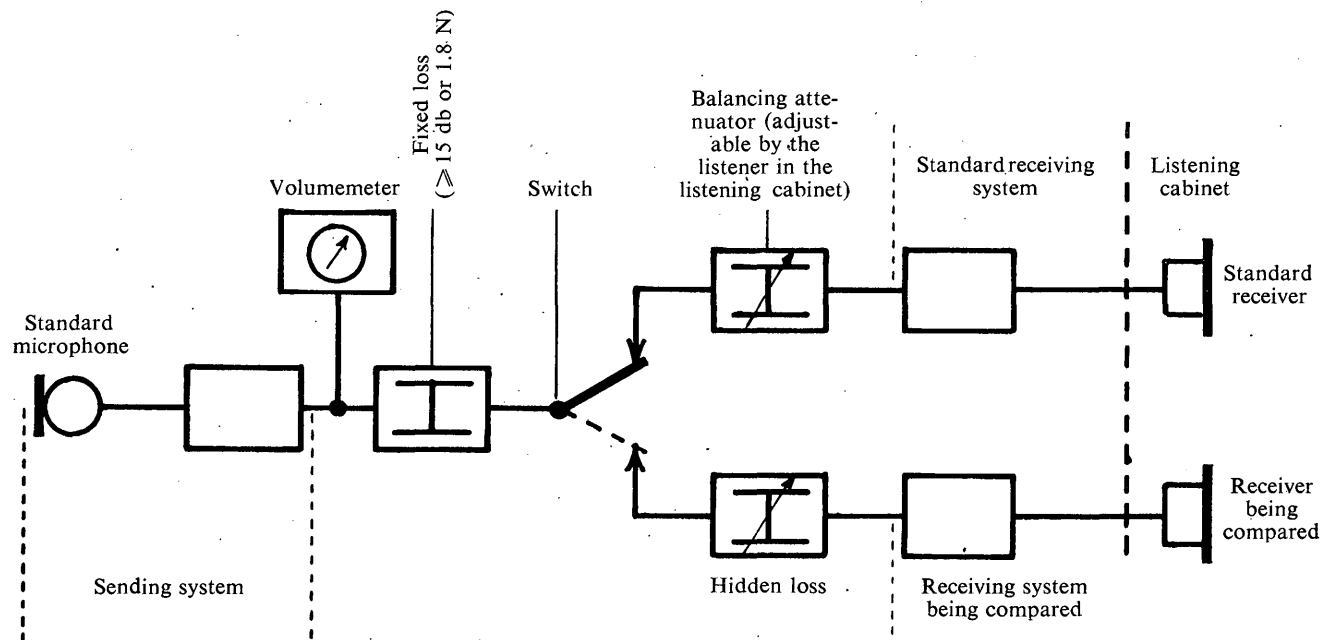 Fixed loss
(⩾ 15 db or 1.8 N)
Balancing atte-
nuator (adjust-
able by the
listener in the
listening cabinet)
Volumemeter
Switch
Standard receiving
system
Listening
cabinet
Standard
microphone
Standard
receiver
Receiver
being
compared
Sending system
Hidden loss
Receiving system
being compared